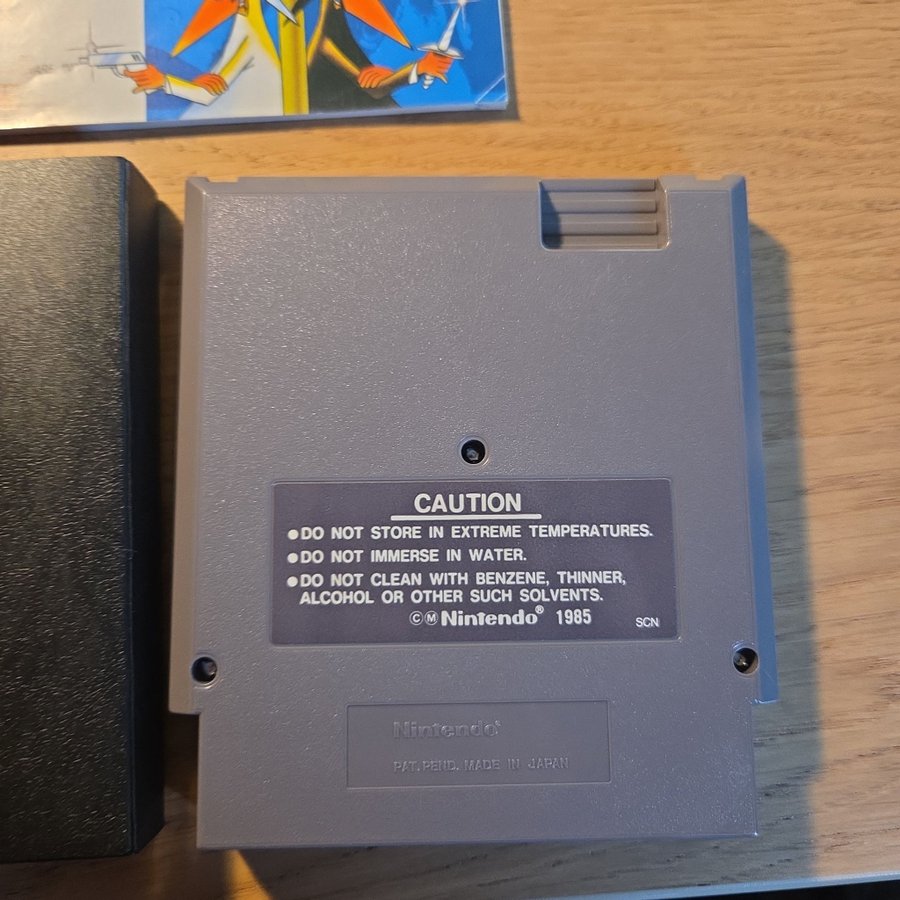 CAUTION
●DO NOT STORE IN EXTREME TEMPERATURES.
●DO NOT IMMERSE IN WATER.
●DO NOT CLEAN WITH BENZENE, THINNER,
ALCOHOL OR OTHER SUCH SOLVENTS.
©Ⓜ Nintendo® 1985 SCN
Nintendo®
PAT. PEND. MADE IN JAPAN